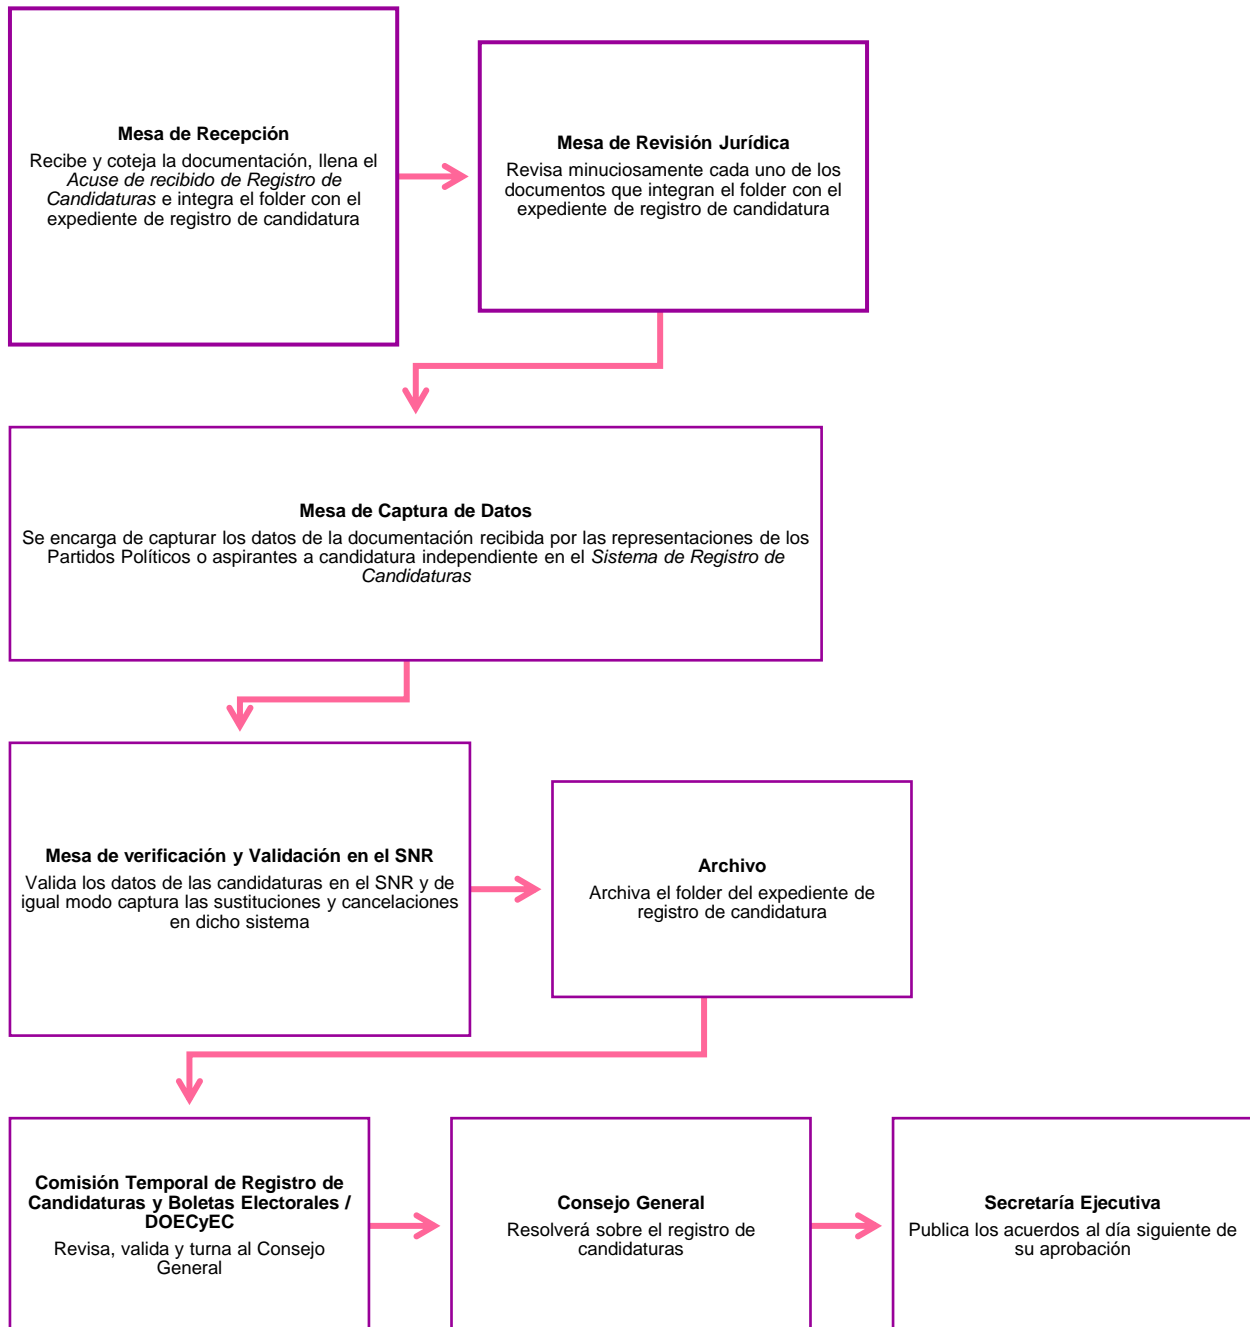 Mesa de Recepción
Recibe y coteja la documentación, llena el
Acuse de recibido de Registro de
Candidaturas e integra el folder con el
expediente de registro de candidatura
Mesa de Revisión Jurídica
Revisa minuciosamente cada uno de los
documentos que integran el folder con el
expediente de registro de candidatura
Mesa de Captura de Datos
Se encarga de capturar los datos de la documentación recibida por las representaciones de los
Partidos Políticos o aspirantes a candidatura independiente en el Sistema de Registro de
Candidaturas
Mesa de verificación y Validación en el SNR
Valida los datos de las candidaturas en el SNR y de
igual modo captura las sustituciones y cancelaciones
en dicho sistema
Archivo
Archiva el folder del expediente de
registro de candidatura
Comisión Temporal de Registro de
Candidaturas y Boletas Electorales /
DOECyEC
Revisa, valida y turna al Consejo
General
Consejo General
Resolverá sobre el registro de
candidaturas
Secretaría Ejecutiva
Publica los acuerdos al día siguiente de
su aprobación